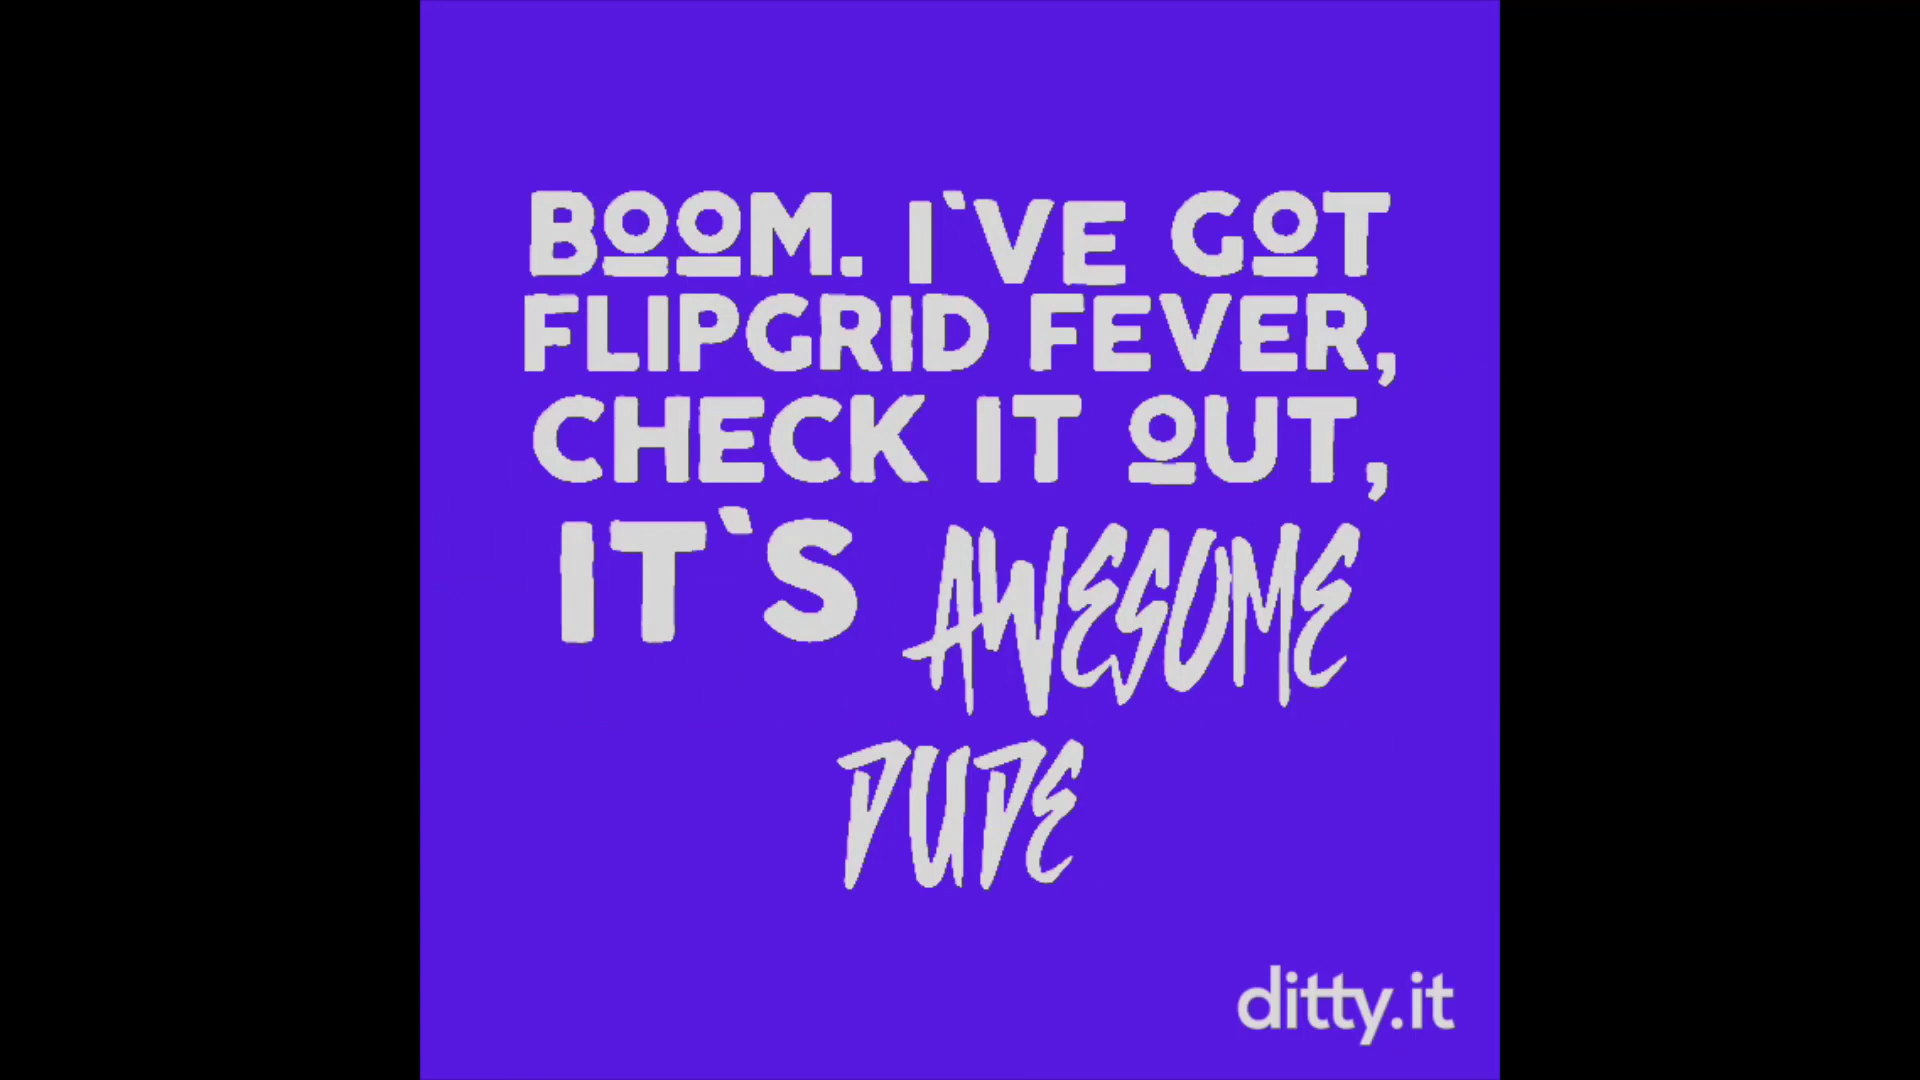 BOOM. I`VE GOT
FLIPGRID FEVER,
CHECK IT OUT,
IT`S AWESOME
DUDE
ditty.it